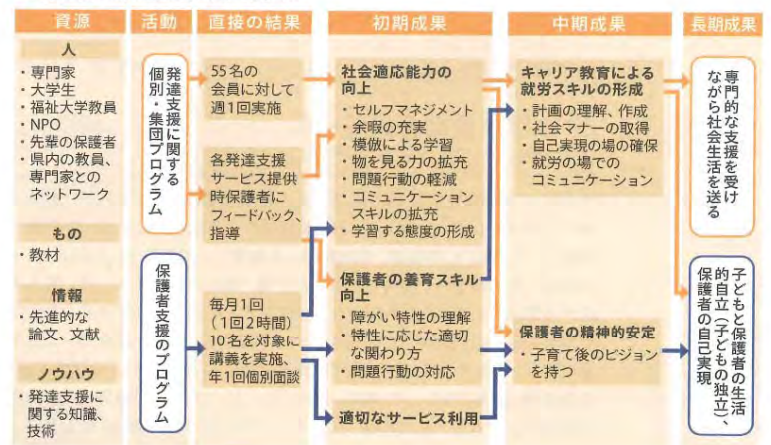 資源
活動
直接の結果
初期成果
中期成果
長期成果
人
・専門家
・大学生
・福祉大学教員
・NPO
・先輩の保護者
・県内の教員、
専門家との
ネットワーク
もの
・教材
情報
・先進的な
論文、文献
ノウハウ
・発達支援に
関する知識、
技術
発達支援に関する
個別・集団プログラム
保護者支援のプログラム
55名の
会員に対して
週1回実施
各発達支援
サービス提供
時保護者に
フィードバック、
指導
毎月1回
(1回2時間)
10名を対象に
講義を実施、
年1回個別面談
社会適応能力の
向上
・セルフマネジメント
・余暇の充実
・模倣による学習
・物を見る力の拡充
・問題行動の軽減
・コミュニケーション
スキルの拡充
・学習する態度の形成
保護者の養育スキル
向上
・障がい特性の理解
・特性に応じた適切
な関わり方
・問題行動の対応
適切なサービス利用
キャリア教育による
就労スキルの形成
・計画の理解、作成
・社会マナーの取得
・自己実現の場の確保
・就労の場での
コミュニケーション
保護者の精神的安定
・子育て後のビジョン
を持つ
専門的な支援を受け
ながら社会生活を送る
子どもと保護者の生活
的自立(子どもの独立)、
保護者の自己実現